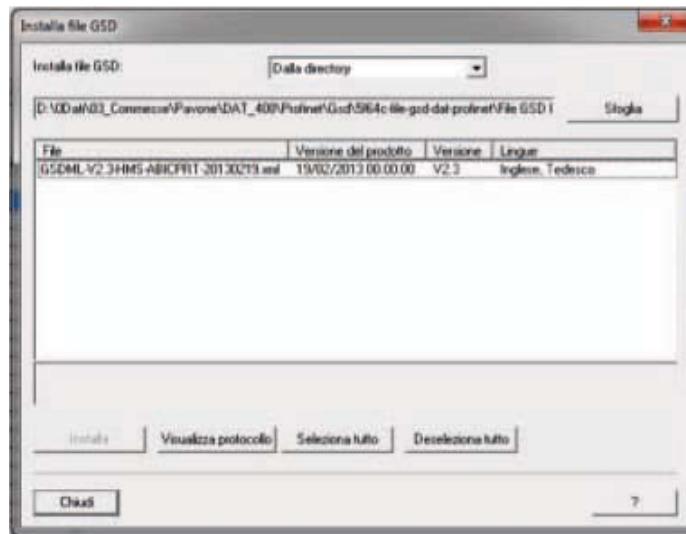 Installa file GSD
Installa file GSD:
Dalla directory
D:\0Dati\03_Commesse\Pavone\DAT_400\Profinet\Gsd\5f64c-file-gsd-dat-profinet\File GSD
Sfoglia
File Versione del prodotto Versione Lingue
GSDML-V2.3-HMS-ABICPRT-20130219.xml 19/02/2013 00:00:00 V2.3 Inglese, Tedesco
Installa Visualizza protocollo Seleziona tutto Deseleziona tutto
Chiudi ?